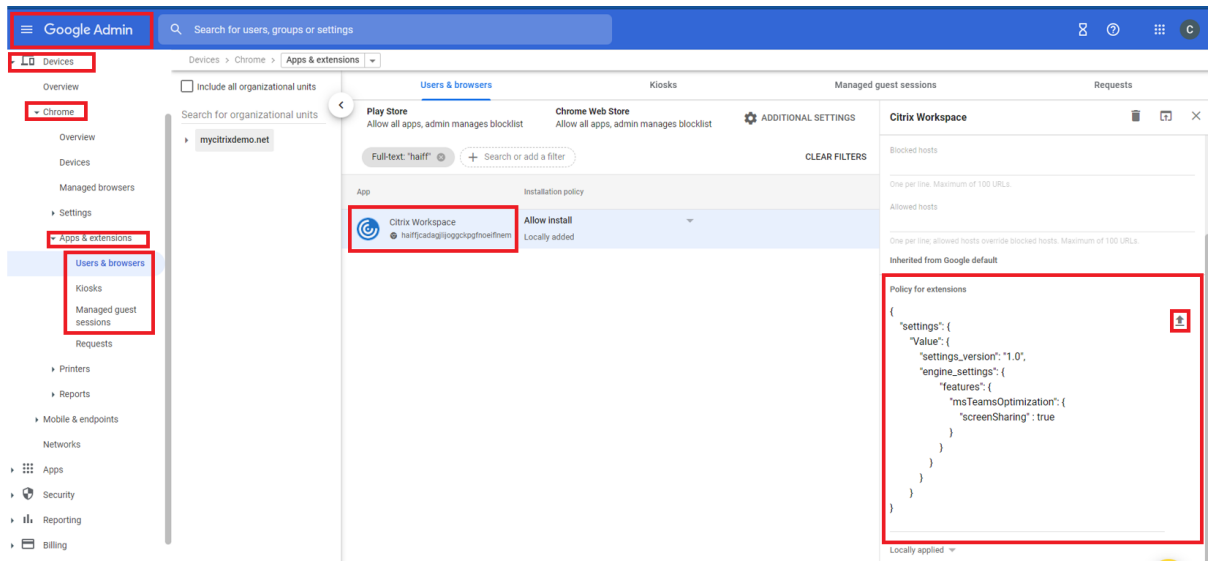 Google Admin
Search for users, groups or settings
C
Devices
Overview
Chrome
Overview
Devices
Managed browsers
Settings
Apps & extensions
Users & browsers
Kiosks
Managed guest
sessions
Requests
Printers
Reports
Mobile & endpoints
Networks
Apps
Security
Reporting
Billing
Devices > Chrome > Apps & extensions
Include all organizational units
Search for organizational units
mycitrixdemo.net
Users & browsers
Kiosks
Managed guest sessions
Requests
Play Store
Allow all apps, admin manages blocklist
Chrome Web Store
Allow all apps, admin manages blocklist
ADDITIONAL SETTINGS
Full-text: "haiff"
Search or add a filter
CLEAR FILTERS
App
Installation policy
Citrix Workspace
haiffjcadagjlijoggckpgfnoeiflnem
Allow install
Locally added
Citrix Workspace
Blocked hosts
One per line. Maximum of 100 URLs
Allowed hosts
One per line, allowed hosts override blocked hosts. Maximum of 100 URLs.
Inherited from Google default
Policy for extensions
{
"settings": {
"Value": {
"settings_version": "1.0",
"engine_settings": {
"features": {
"msTeamsOptimization": {
"screenSharing" : true
}
}
}
}
}
}
Locally applied